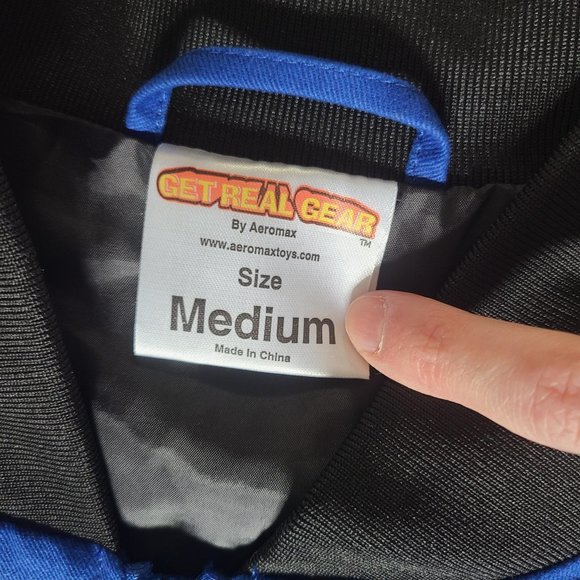 GET REAL GEAR
TM
By Aeromax
www.aeromaxtoys.com
Size
Medium
Made In China